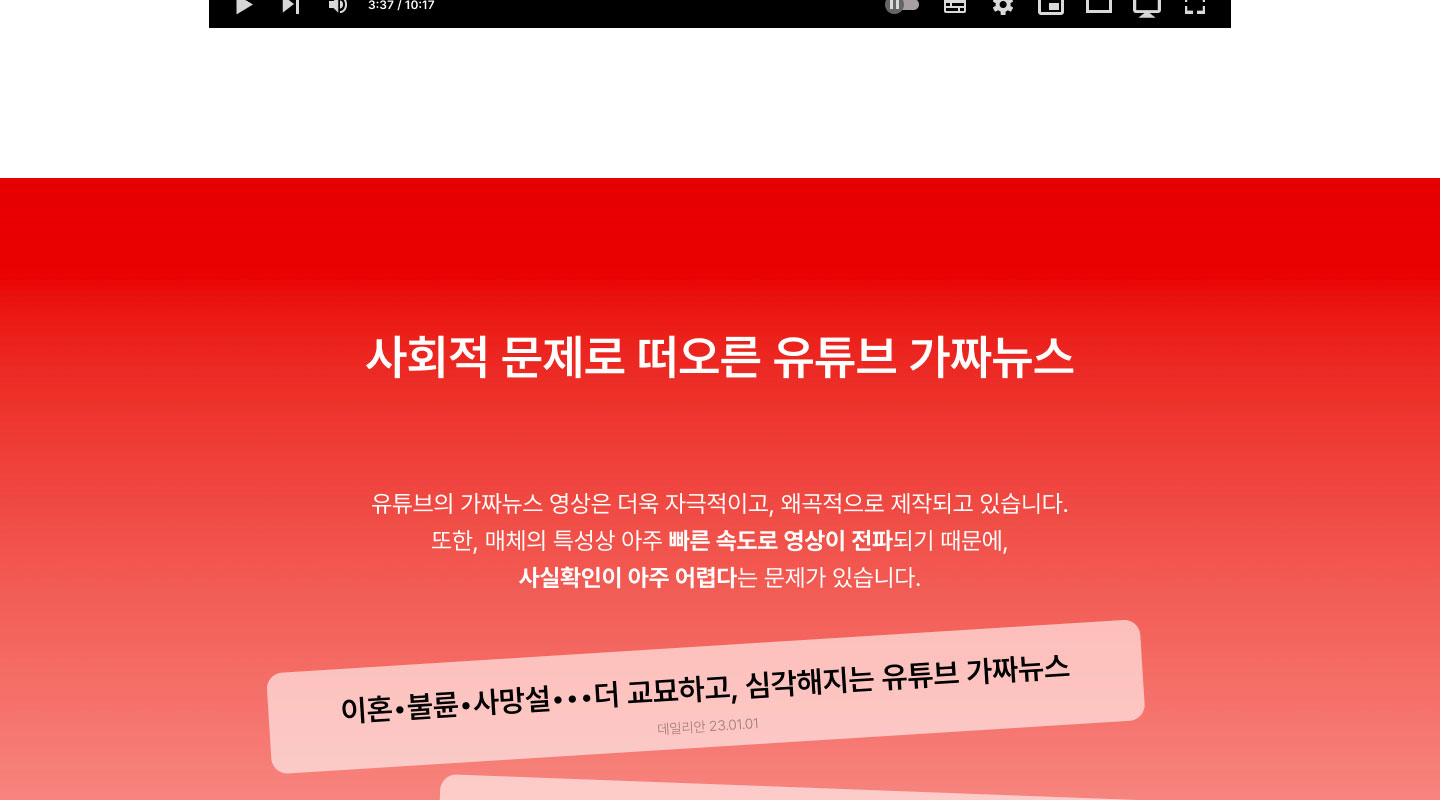 3:37 / 10:17
사회적 문제로 떠오른 유튜브 가짜뉴스
유튜브의 가짜뉴스 영상은 더욱 자극적이고, 왜곡적으로 제작되고 있습니다.
또한, 매체의 특성상 아주 빠른 속도로 영상이 전파되기 때문에,
사실확인이 아주 어렵다는 문제가 있습니다.
이혼•불륜•사망설•••더 교묘하고, 심각해지는 유튜브 가짜뉴스
데일리안 23.01.01